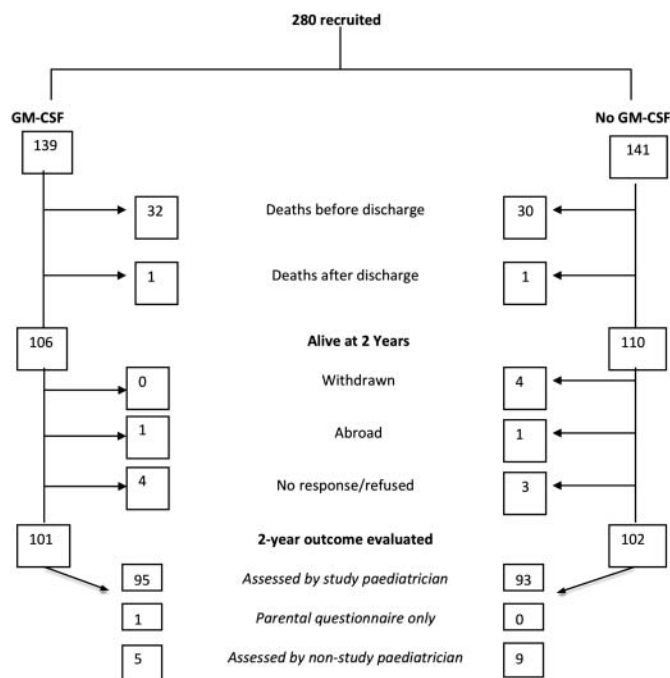 280 recruited
GM-CSF No GM-CSF
139 141
32 Deaths before discharge 30
1 Deaths after discharge 1
106 Alive at 2 Years 110
0 Withdrawn 4
1 Abroad 1
4 No response/refused 3
101 2-year outcome evaluated 102
95 Assessed by study paediatrician 93
1 Parental questionnaire only 0
5 Assessed by non-study paediatrician 9